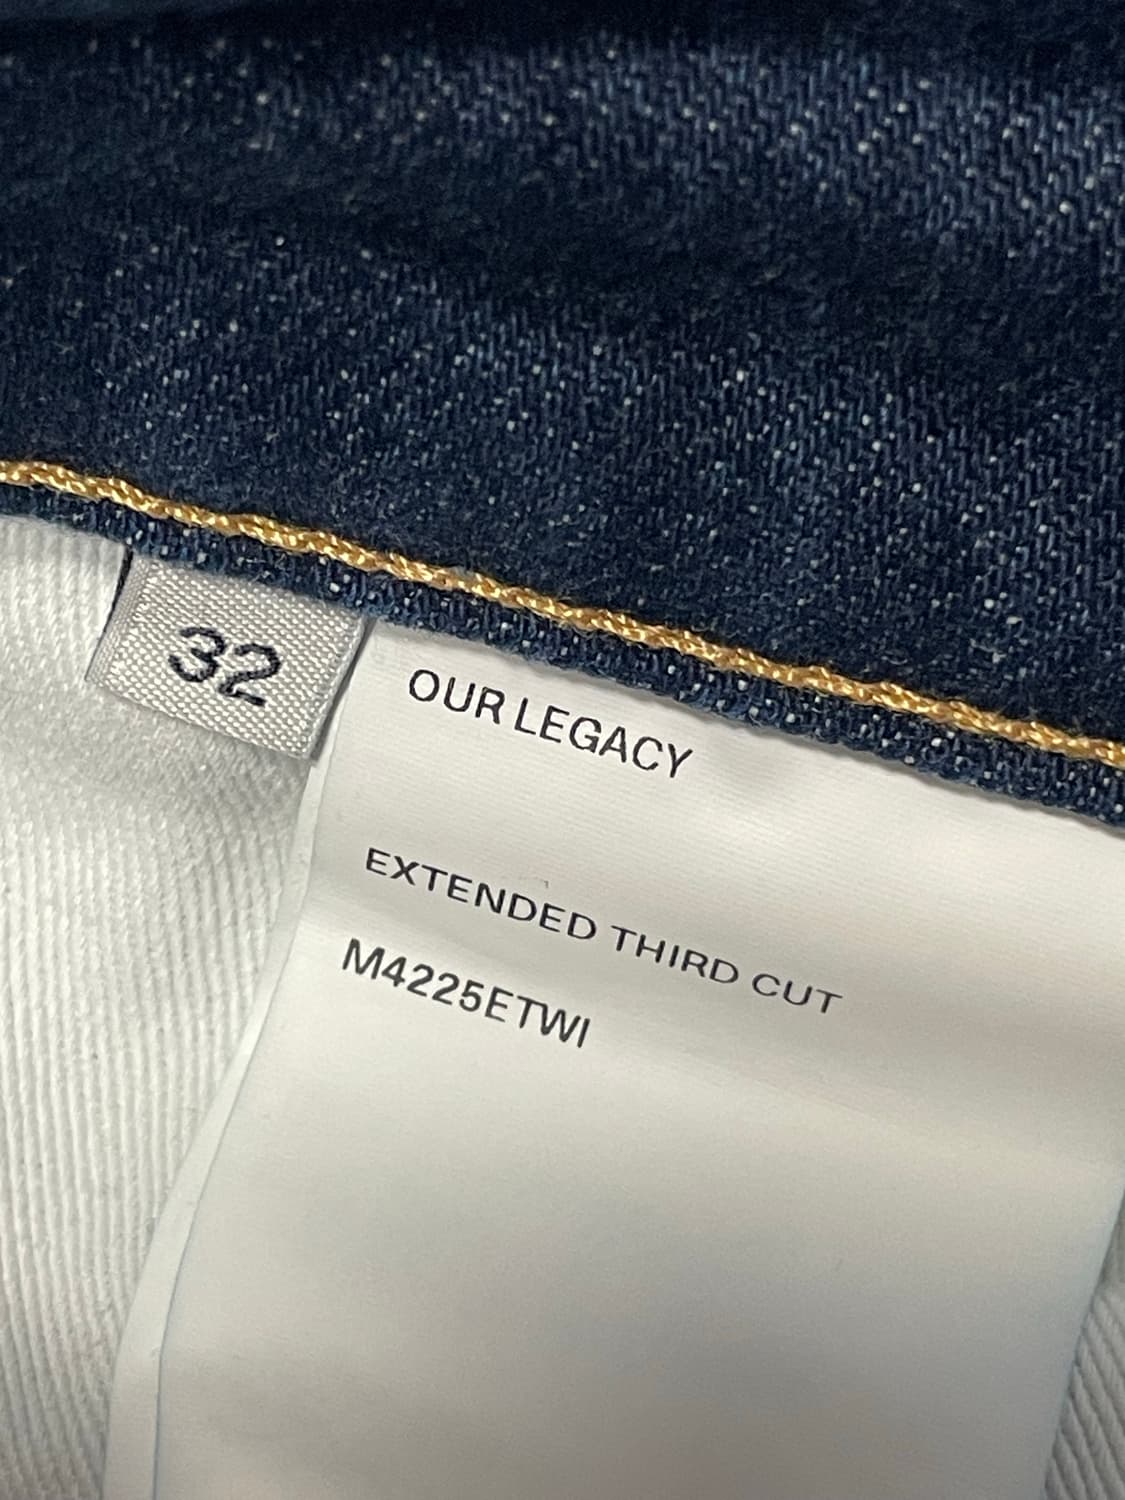 32
OUR LEGACY
EXTENDED THIRD CUT
M4225ETWI